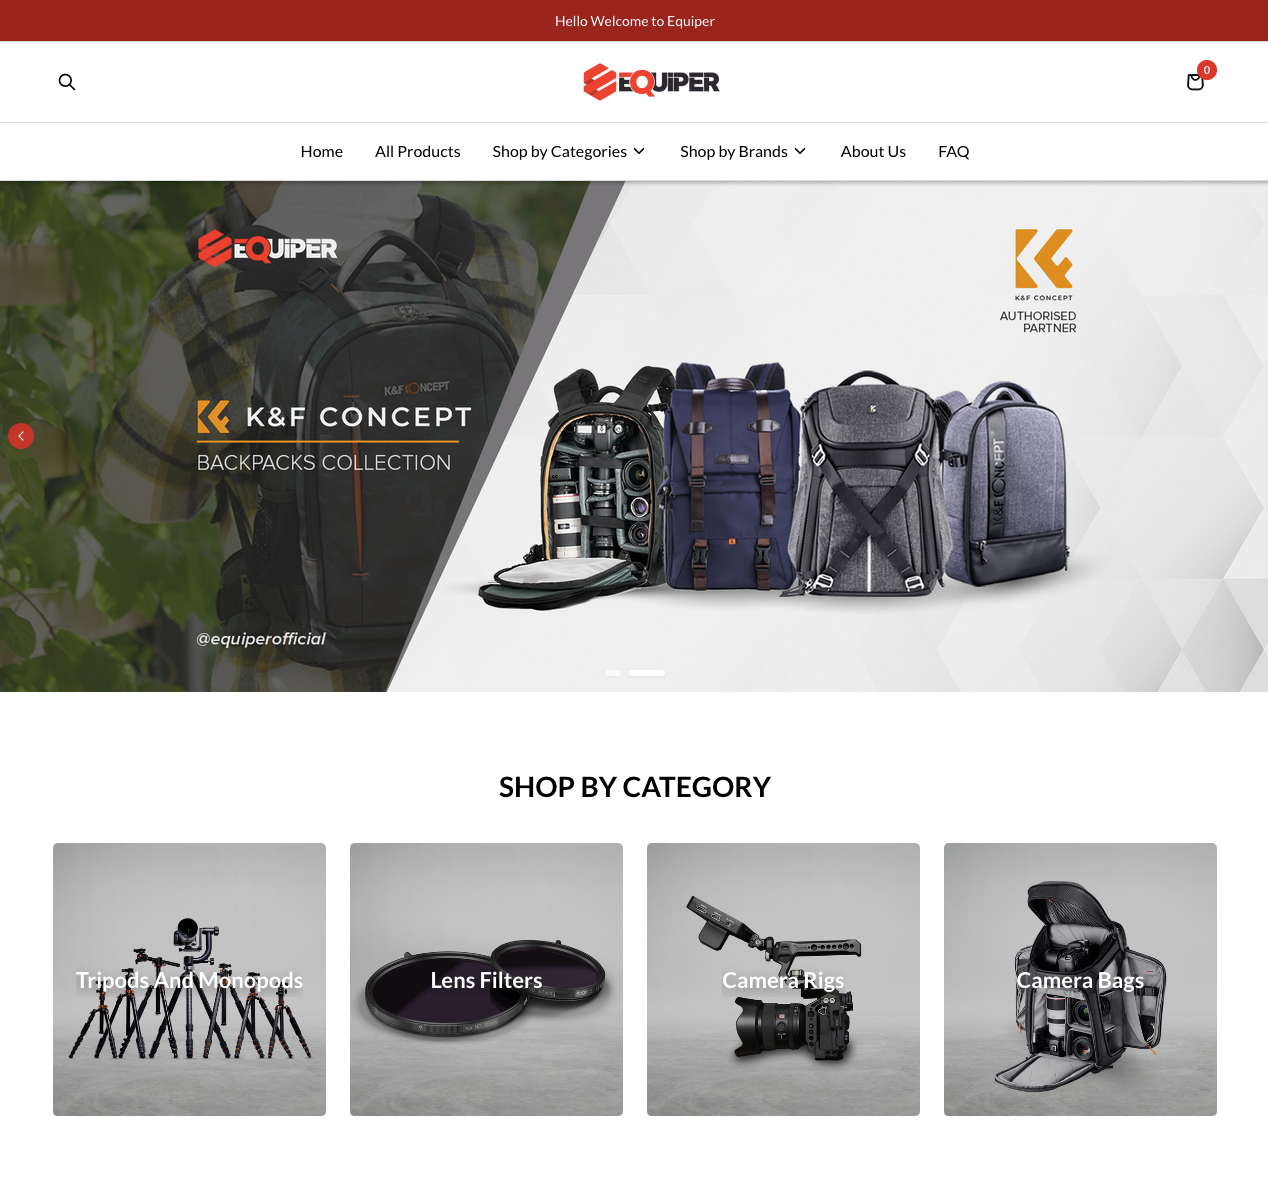 Hello Welcome to Equiper
EQUIPER
0
Home
All Products
Shop by Categories
Shop by Brands
About Us
FAQ
EQUIPER
K&F CONCEPT
AUTHORISED
PARTNER
K&F CONCEPT
K&F CONCEPT
BACKPACKS COLLECTION
K&F CONCEPT
@equiperofficial
SHOP BY CATEGORY
Tripods And Monopods
Lens Filters
Camera Rigs
Camera Bags